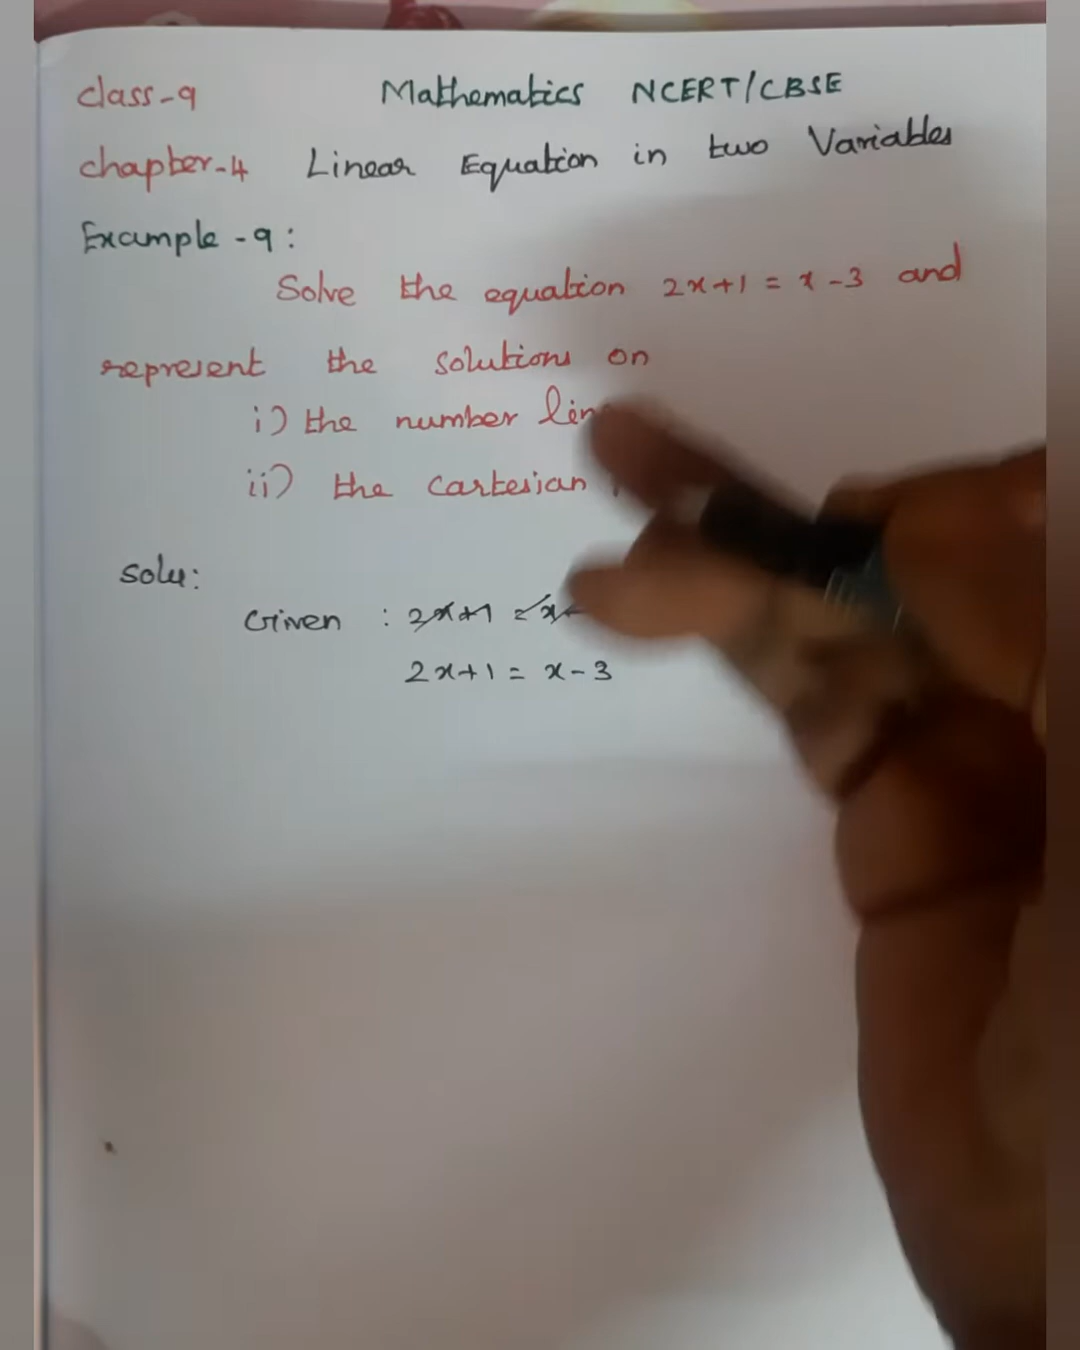 class-9 Mathematics NCERT/CBSE
chapter-4 Linear Equation in two Variables
Example-9:
Solve the equation 2x+1 = x-3 and
represent the solutions on
i) the number
ii) the cartesian
Solu:
Given :
2x+1 = x-3